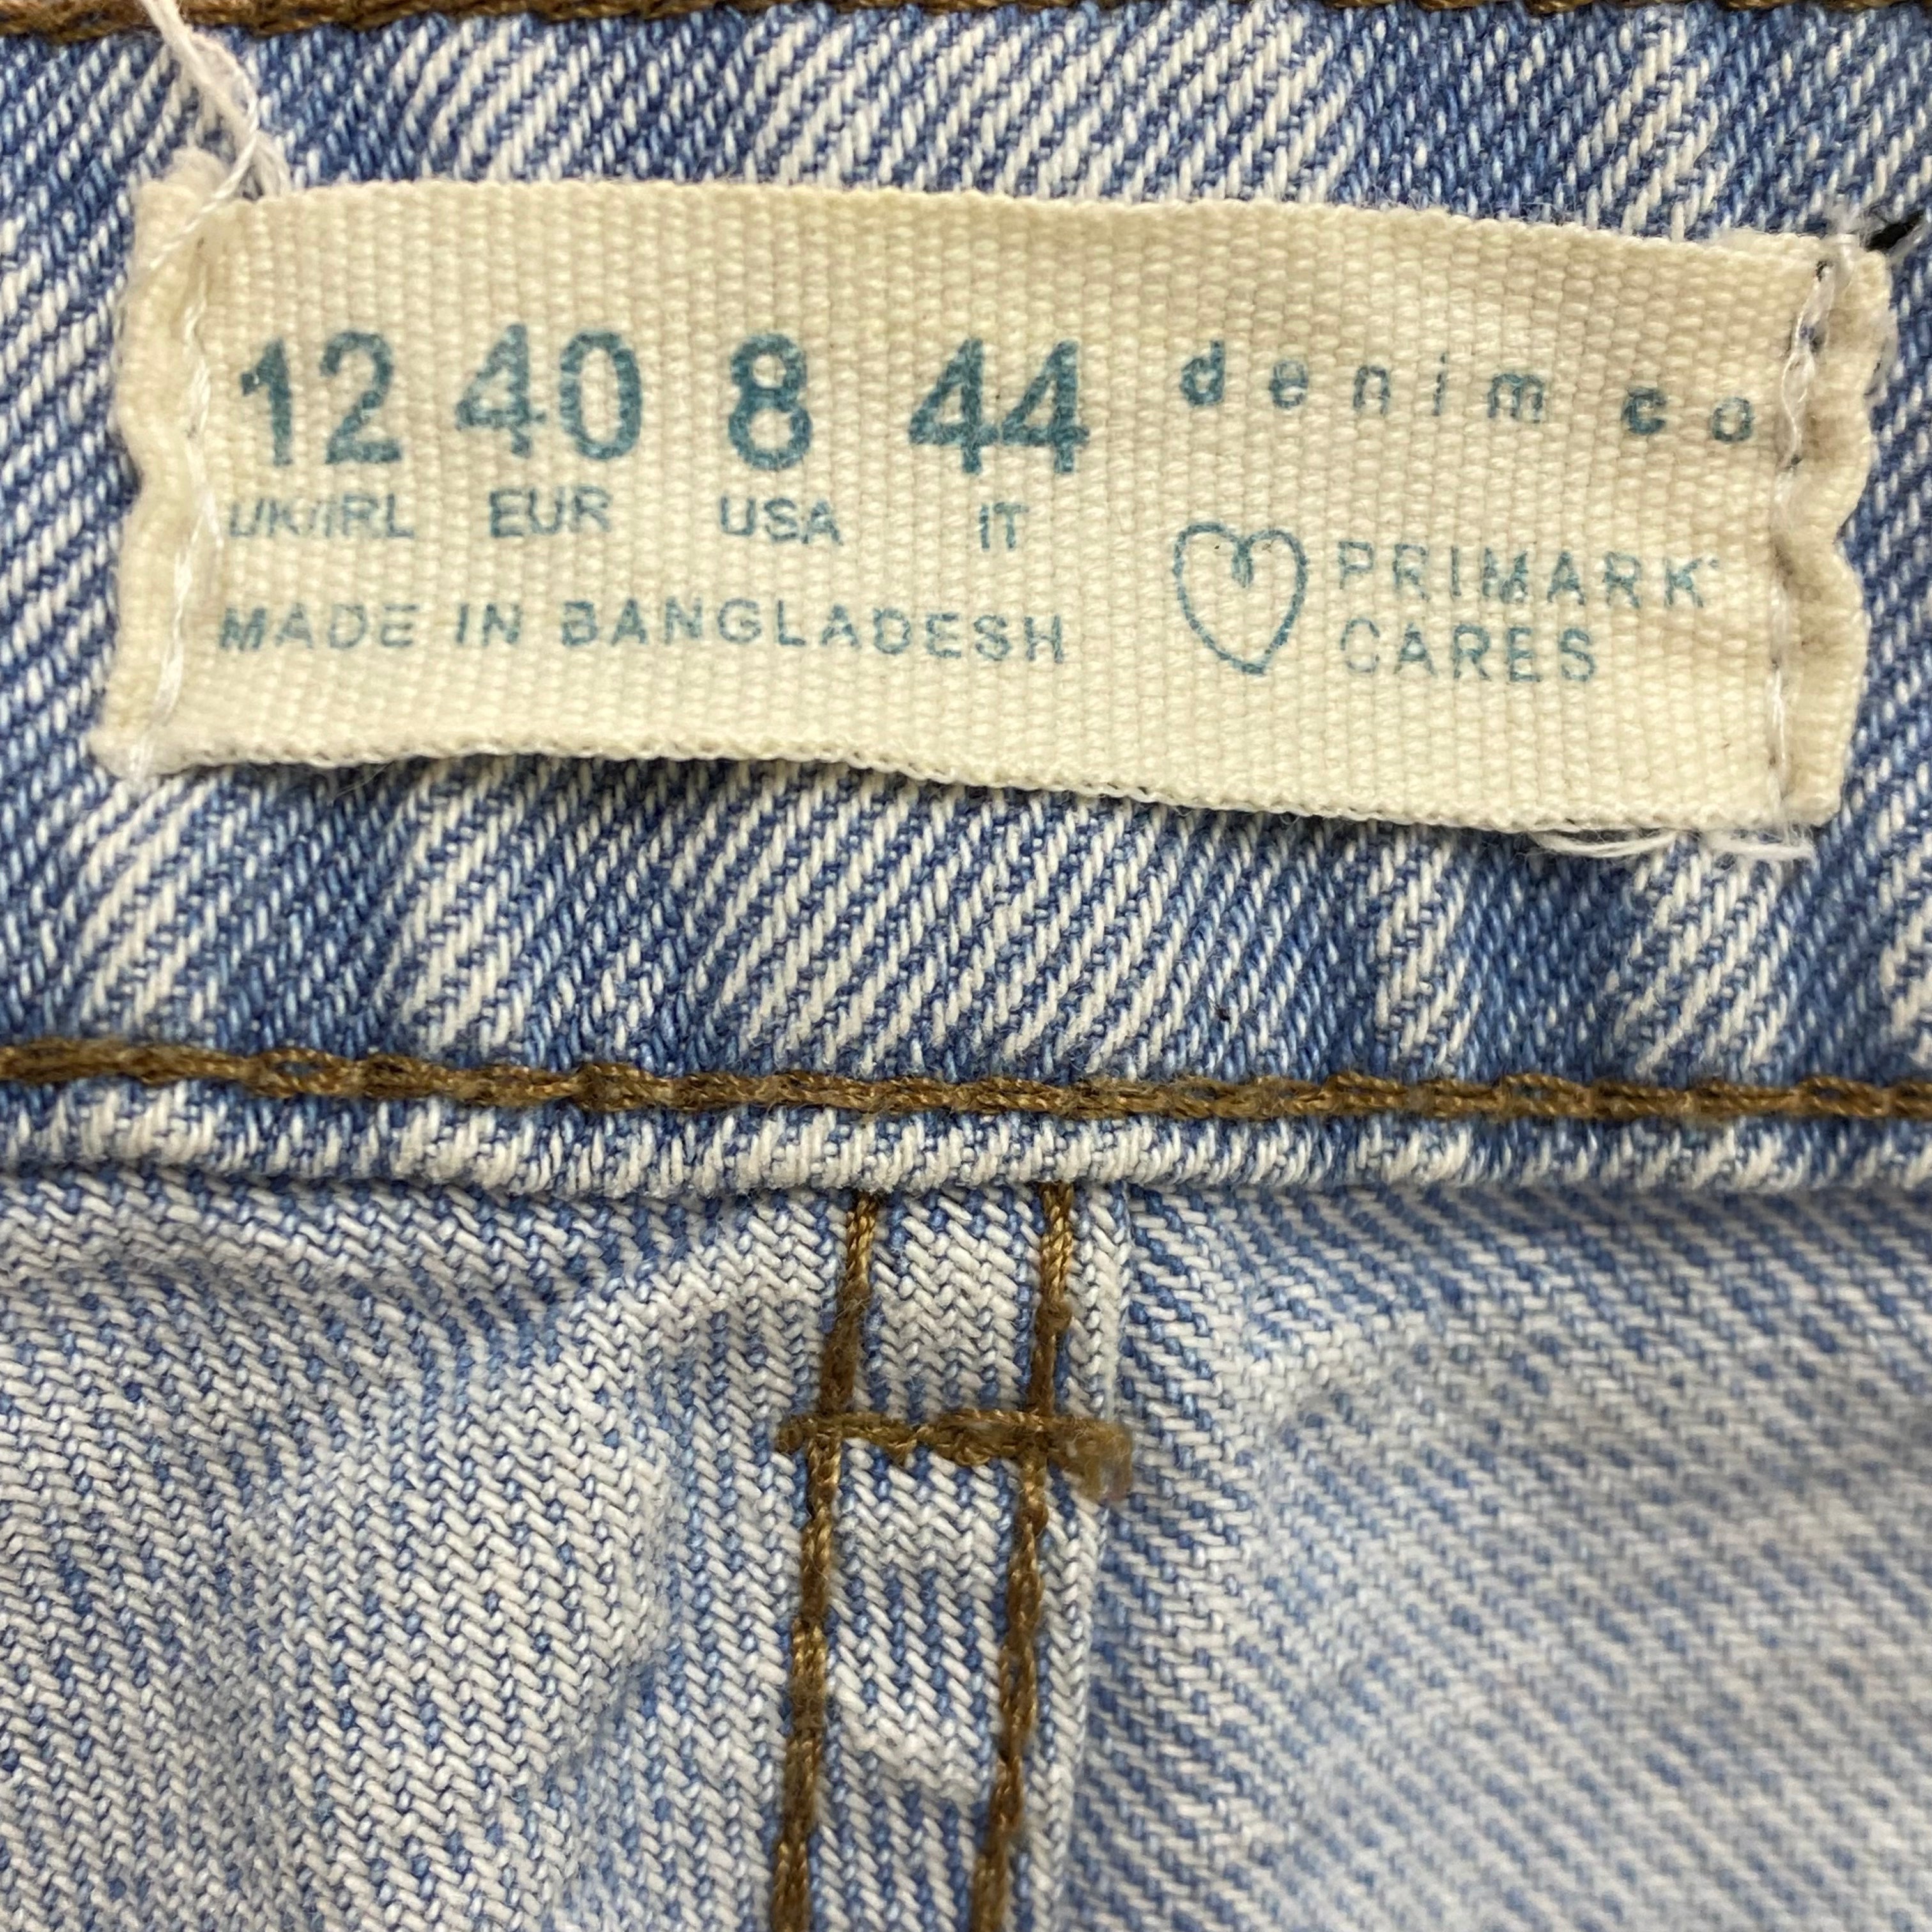 12 40 8 44
UK/IRL EUR USA IT
MADE IN BANGLADESH
denim co
PRIMARK
CARES